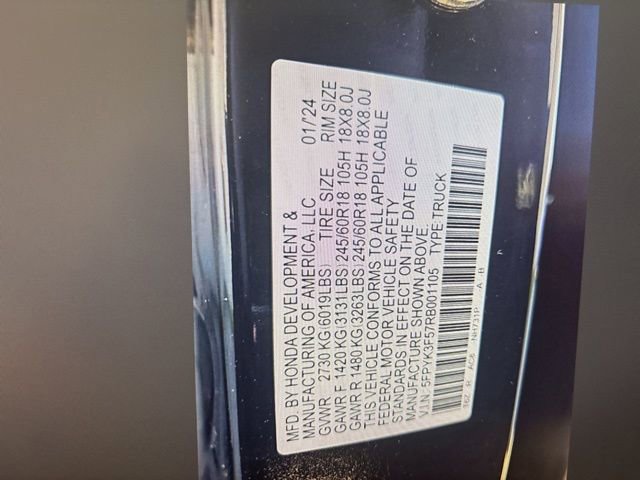 MFD. BY HONDA DEVELOPMENT &
MANUFACTURING OF AMERICA, LLC 01/'24
GVWR 2730 KG(6019LBS) TIRE SIZE RIM SIZE
GAWR F 1420 KG(3131LBS) 245/60R18 105H 18X8.0J
GAWR R 1480 KG(3263LBS) 245/60R18 105H 18X8.0J
THIS VEHICLE CONFORMS TO ALL APPLICABLE
FEDERAL MOTOR VEHICLE SAFETY
STANDARDS IN EFFECT ON THE DATE OF
MANUFACTURE SHOWN ABOVE.
V.I.N.: 5FPYK3F57RB001105 TYPE:TRUCK
NH731P A -B